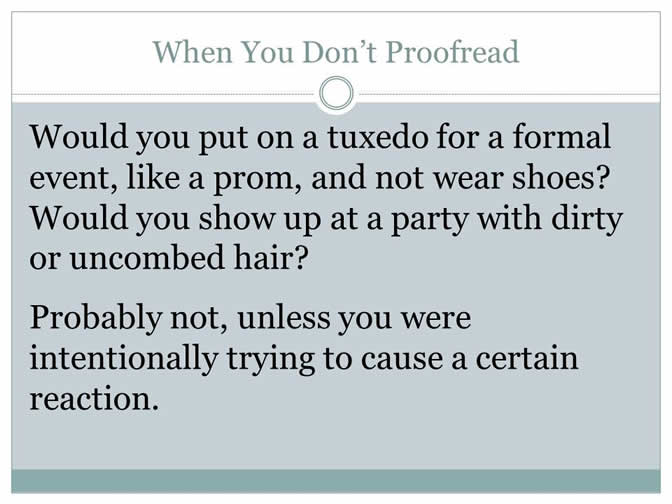 When You Don't Proofread
Would you put on a tuxedo for a formal
event, like a prom, and not wear shoes?
Would you show up at a party with dirty
or uncombed hair?
Probably not, unless you were
intentionally trying to cause a certain
reaction.